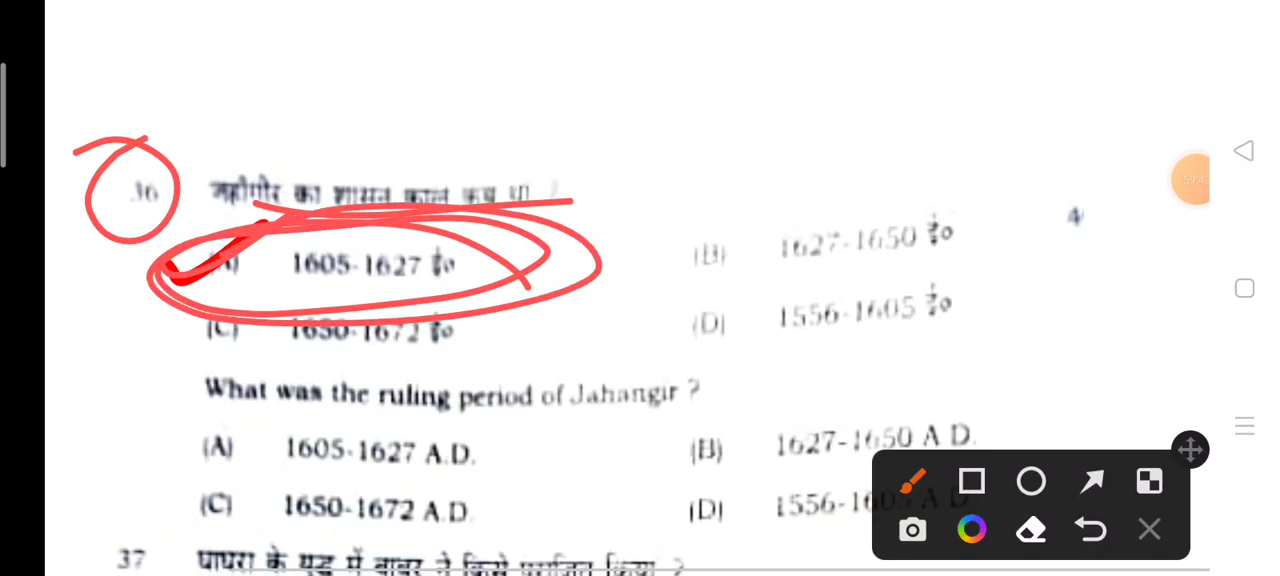 36 जहाँगीर का शासन काल कब था ?
4
(A) 1605-1627 ई० (B) 1627-1650 ई०
(C) 1650-1672 ई० (D) 1556-1605 ई०
What was the ruling period of Jahangir ?
(A) 1605-1627 A.D. (B) 1627-1650 A D.
(C) 1650-1672 A.D. (D) 1556-1605 A D
37 घाघरा के युद्ध में बाबर ने किसे पराजित किया ?